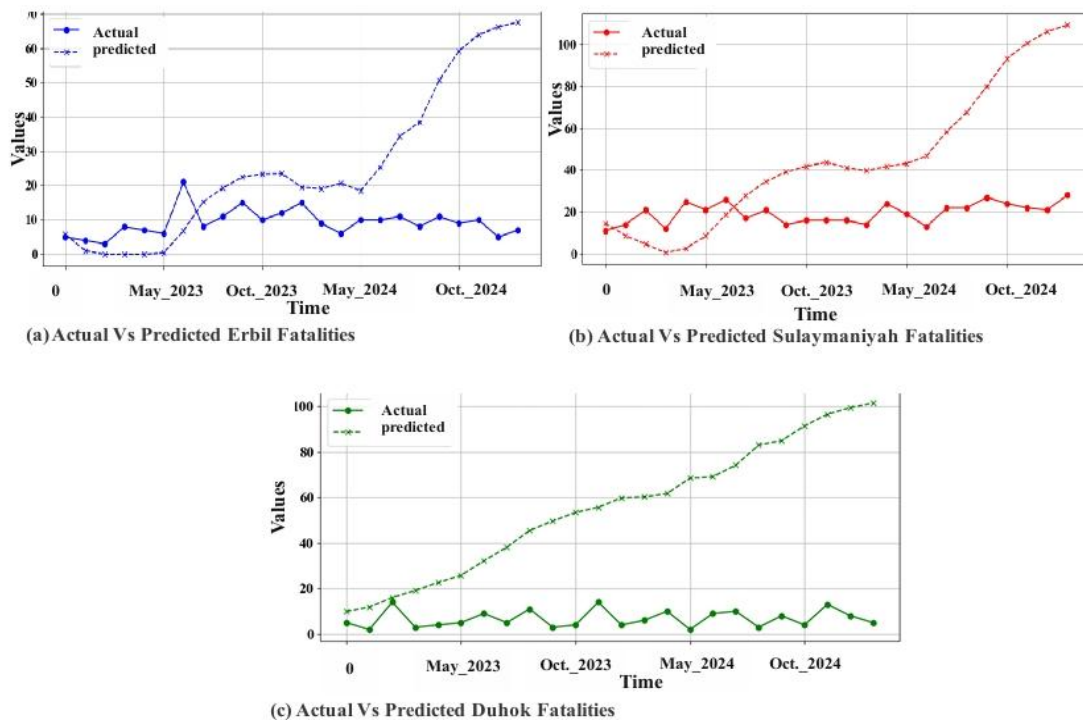 70
60
50
40
30
20
10
0
Values
Actual
predicted
0
May_2023
Oct._2023
May_2024
Oct._2024
Time
(a) Actual Vs Predicted Erbil Fatalities
100
80
60
40
20
0
Values
Actual
predicted
0
May_2023
Oct._2023
May_2024
Oct._2024
Time
(b) Actual Vs Predicted Sulaymaniyah Fatalities
100
80
60
40
20
0
Values
Actual
predicted
0
May_2023
Oct._2023
May_2024
Oct._2024
Time
(c) Actual Vs Predicted Duhok Fatalities